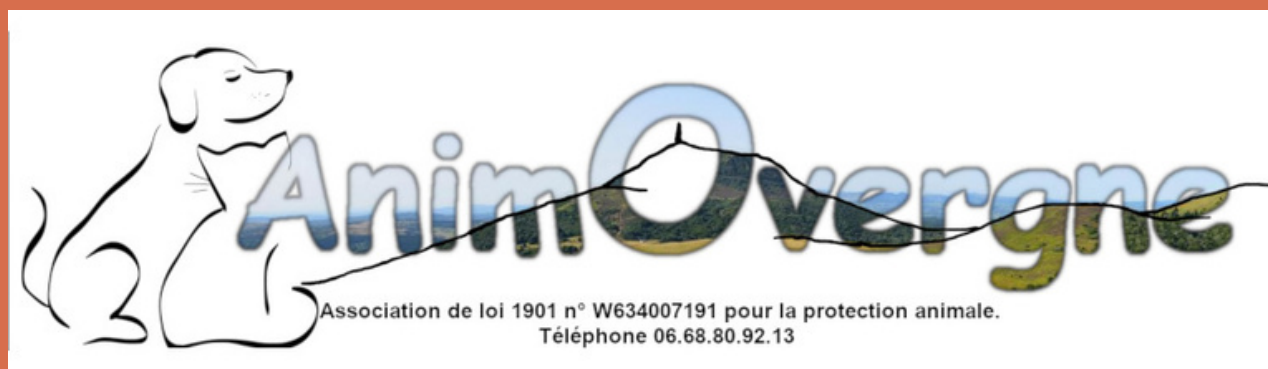 AnimOvergne
Association de loi 1901 n° W634007191 pour la protection animale.
Téléphone 06.68.80.92.13